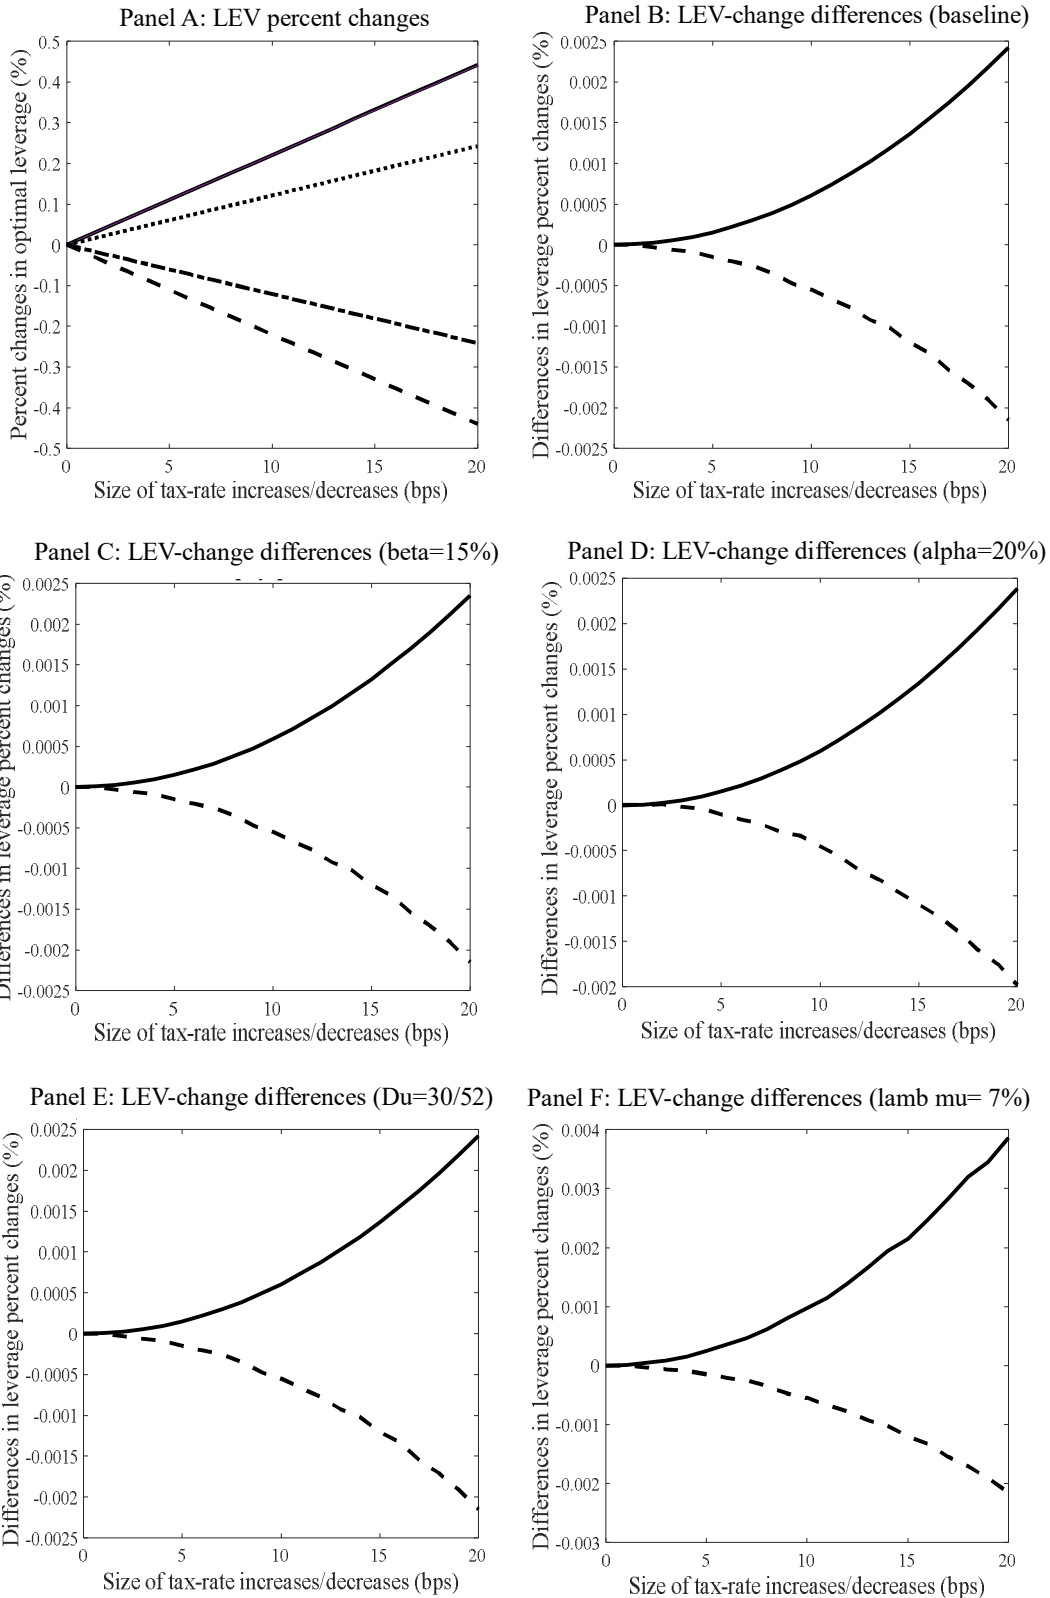 Panel A: LEV percent changes
Percent changes in optimal leverage (%)
0.5
0.4
0.3
0.2
0.1
0
-0.1
-0.2
-0.3
-0.4
-0.5
0 5 10 15 20
Size of tax-rate increases/decreases (bps)
Panel B: LEV-change differences (baseline)
Differences in leverage percent changes (%)
0.0025
0.002
0.0015
0.001
0.0005
0
-0.0005
-0.001
-0.0015
-0.002
-0.0025
0 5 10 15 20
Size of tax-rate increases/decreases (bps)
Panel C: LEV-change differences (beta=15%)
Differences in leverage percent changes (%)
0.0025
0.002
0.0015
0.001
0.0005
0
-0.0005
-0.001
-0.0015
-0.002
-0.0025
0 5 10 15 20
Size of tax-rate increases/decreases (bps)
Panel D: LEV-change differences (alpha=20%)
Differences in leverage percent changes (%)
0.0025
0.002
0.0015
0.001
0.0005
0
-0.0005
-0.001
-0.0015
-0.002
0 5 10 15 20
Size of tax-rate increases/decreases (bps)
Panel E: LEV-change differences (Du=30/52)
Differences in leverage percent changes (%)
0.0025
0.002
0.0015
0.001
0.0005
0
-0.0005
-0.001
-0.0015
-0.002
-0.0025
0 5 10 15 20
Size of tax-rate increases/decreases (bps)
Panel F: LEV-change differences (lamb mu= 7%)
Differences in leverage percent changes (%)
0.004
0.003
0.002
0.001
0
-0.001
-0.002
-0.003
0 5 10 15 20
Size of tax-rate increases/decreases (bps)